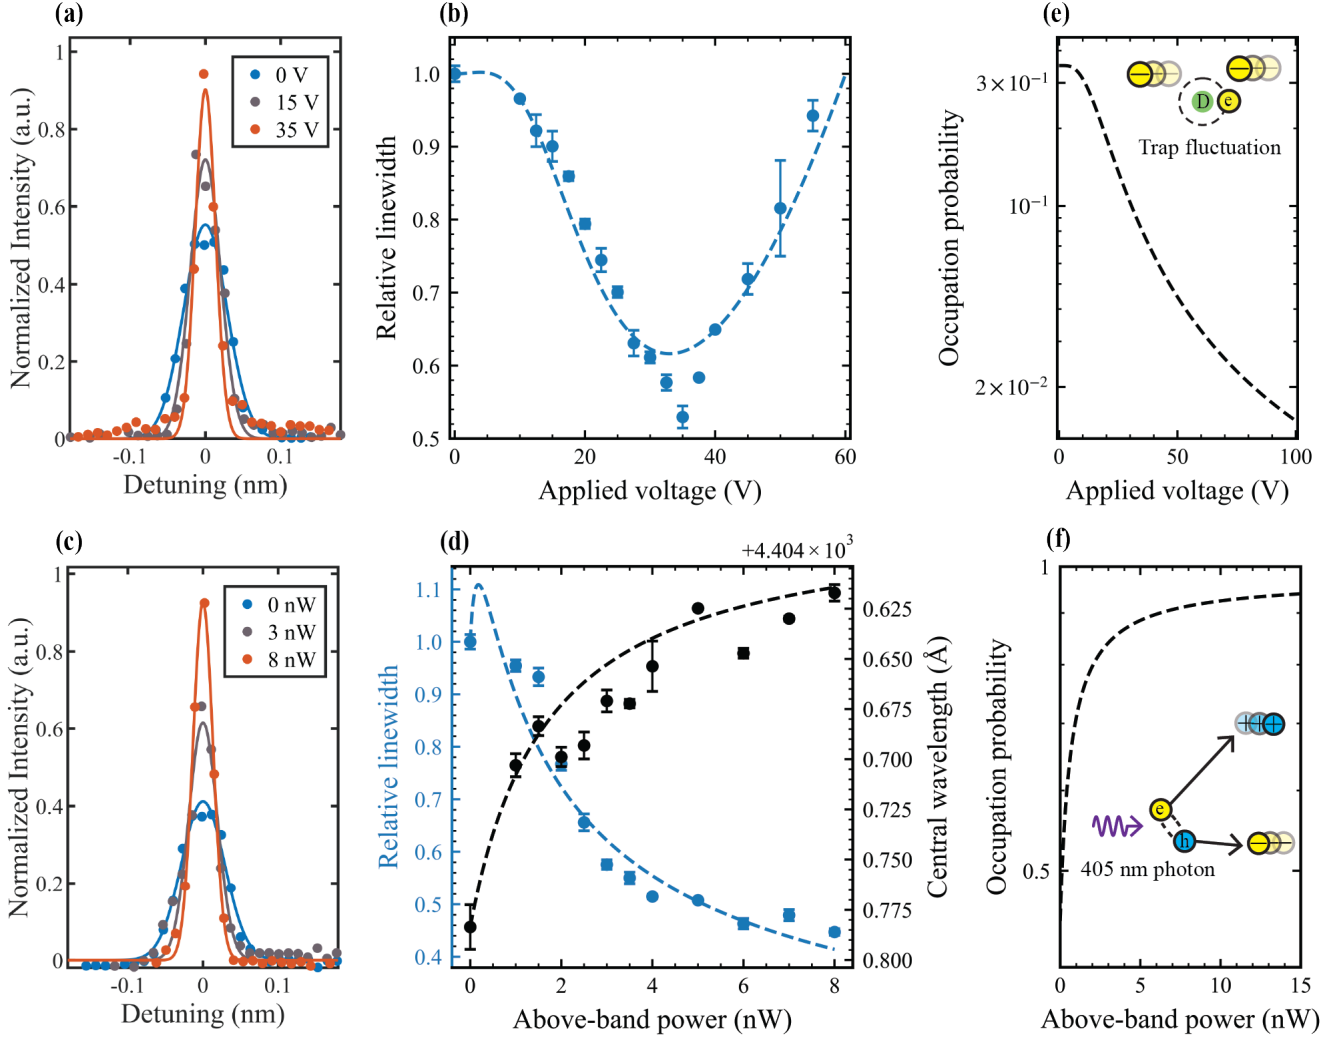 (a)
Normalized Intensity (a.u.)
1
0.8
0.6
0.4
0.2
0
0 V
15 V
35 V
-0.1
0
0.1
Detuning (nm)
(b)
Relative linewidth
1.0
0.9
0.8
0.7
0.6
0.5
0
20
40
60
Applied voltage (V)
(e)
Occupation probability
3×10⁻¹
10⁻¹
2×10⁻²
D
e
Trap fluctuation
0
50
100
Applied voltage (V)
(c)
Normalized Intensity (a.u.)
1
0.8
0.6
0.4
0.2
0
0 nW
3 nW
8 nW
-0.1
0
0.1
Detuning (nm)
(d)
+4.404×10³
Relative linewidth
1.1
1.0
0.9
0.8
0.7
0.6
0.5
0.4
0.625
0.650
0.675
0.700
0.725
0.750
0.775
0.800
Central wavelength (Å)
0
2
4
6
8
Above-band power (nW)
(f)
Occupation probability
1
0.5
e
h
405 nm photon
0
5
10
15
Above-band power (nW)